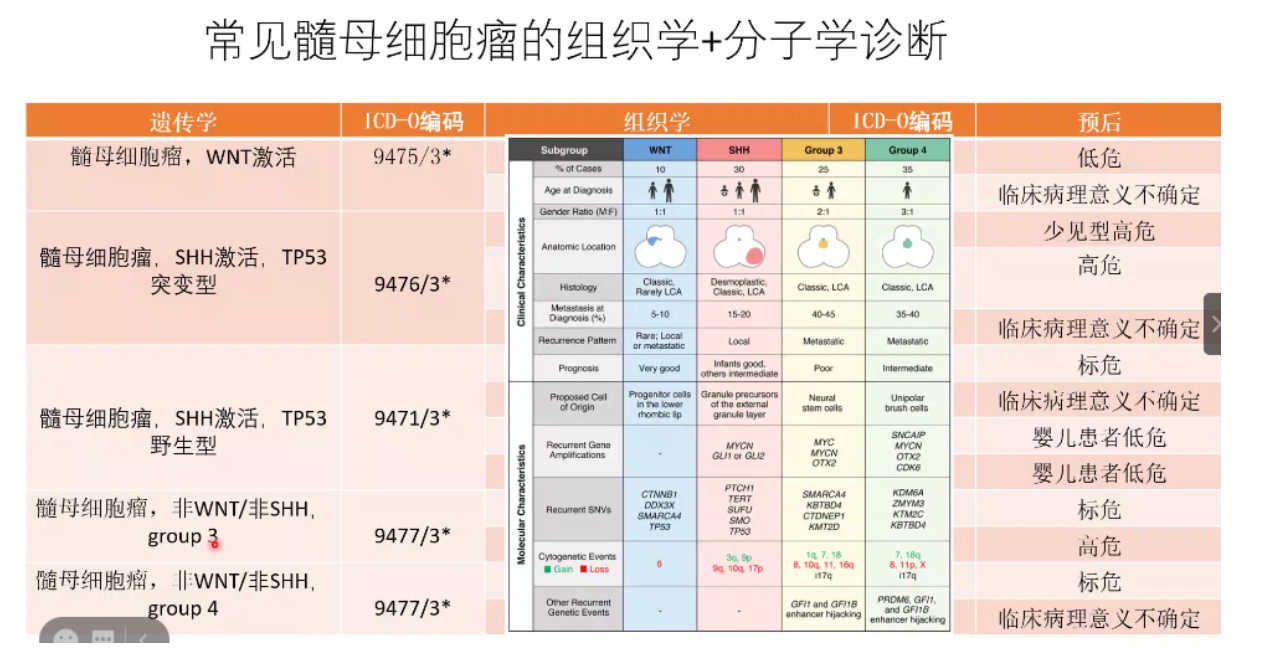 常见髓母细胞瘤的组织学+分子学诊断
遗传学 ICD-O编码 组织学 ICD-O编码 预后
髓母细胞瘤，WNT激活 9475/3*
髓母细胞瘤，SHH激活，TP53
突变型 9476/3*
髓母细胞瘤，SHH激活，TP53
野生型 9471/3*
髓母细胞瘤，非WNT/非SHH，
group 3 9477/3*
髓母细胞瘤，非WNT/非SHH，
group 4 9477/3*
Subgroup WNT SHH Group 3 Group 4
Clinical Characteristics
% of Cases 10 30 25 35
Age at Diagnosis
Gender Ratio (M:F) 1:1 1:1 2:1 3:1
Anatomic Location
Histology Classic, Rarely LCA Desmoplastic, Classic, LCA Classic, LCA Classic, LCA
Metastasis at Diagnosis (%) 5-10 15-20 40-45 35-40
Recurrence Pattern Rare; Local or metastatic Local Metastatic Metastatic
Prognosis Very good Infants good, others intermediate Poor Intermediate
Molecular Characteristics
Proposed Cell of Origin Progenitor cells in the lower rhombic lip Granule precursors of the external granule layer Neural stem cells Unipolar brush cells
Recurrent Gene Amplifications - MYCN GLI1 or GLI2 MYC MYCN OTX2 SNCAIP MYCN OTX2 CDK6
Recurrent SNVs CTNNB1 DDX3X SMARCA4 TP53 PTCH1 TERT SUFU SMO TP53 SMARCA4 KBTBD4 CTDNEP1 KMT2D KDM6A ZMYM3 KTM2C KBTBD4
Cytogenetic Events Gain Loss 6 3q, 9p 9q, 10q, 17p 1q, 7, 18 8, 10q, 11, 16q i17q 7, 18q 8, 11p, X i17q
Other Recurrent Genetic Events - - GFI1 and GFI1B enhancer hijacking PRDM6, GFI1, and GFI1B enhancer hijacking
低危
临床病理意义不确定
少见型高危
高危
临床病理意义不确定
标危
临床病理意义不确定
婴儿患者低危
婴儿患者低危
标危
高危
标危
临床病理意义不确定